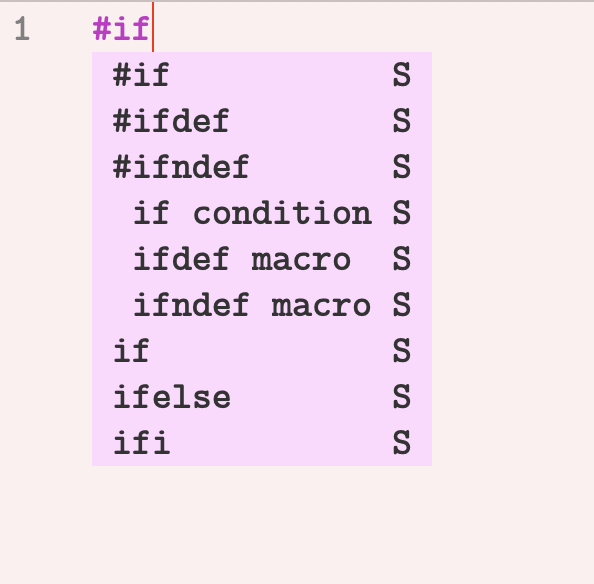 1 #if
#if S
#ifdef S
#ifndef S
if condition S
ifdef macro S
ifndef macro S
if S
ifelse S
ifi S